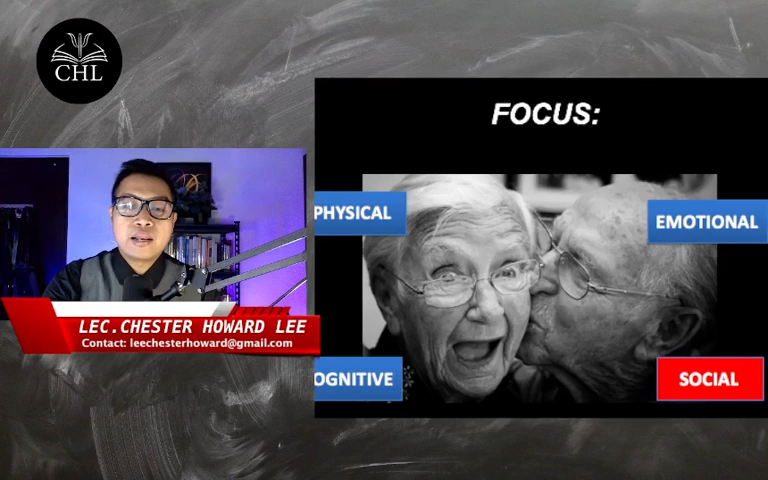 CHL
FOCUS:
PHYSICAL
EMOTIONAL
LEC.CHESTER HOWARD LEE
Contact: leechesterhoward@gmail.com
OGNITIVE
SOCIAL